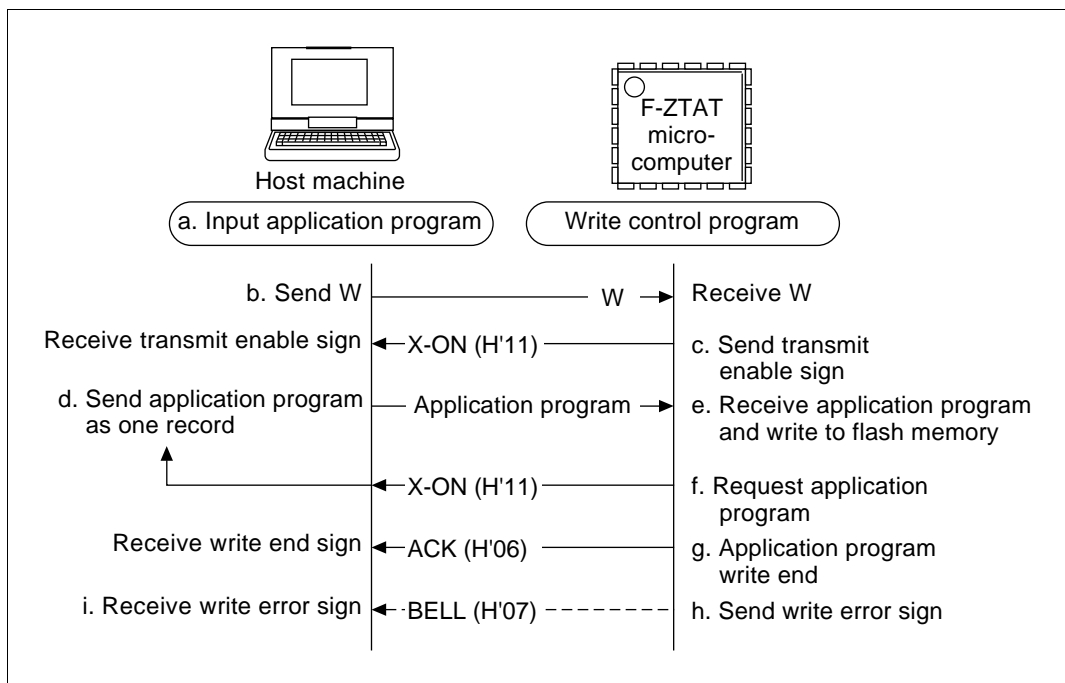 F-ZTAT
micro-
computer
Host machine
a. Input application program
Write control program
b. Send W
W
Receive W
Receive transmit enable sign
X-ON (H'11)
c. Send transmit
enable sign
d. Send application program
as one record
Application program
e. Receive application program
and write to flash memory
X-ON (H'11)
f. Request application
program
Receive write end sign
ACK (H'06)
g. Application program
write end
i. Receive write error sign
BELL (H'07)
h. Send write error sign